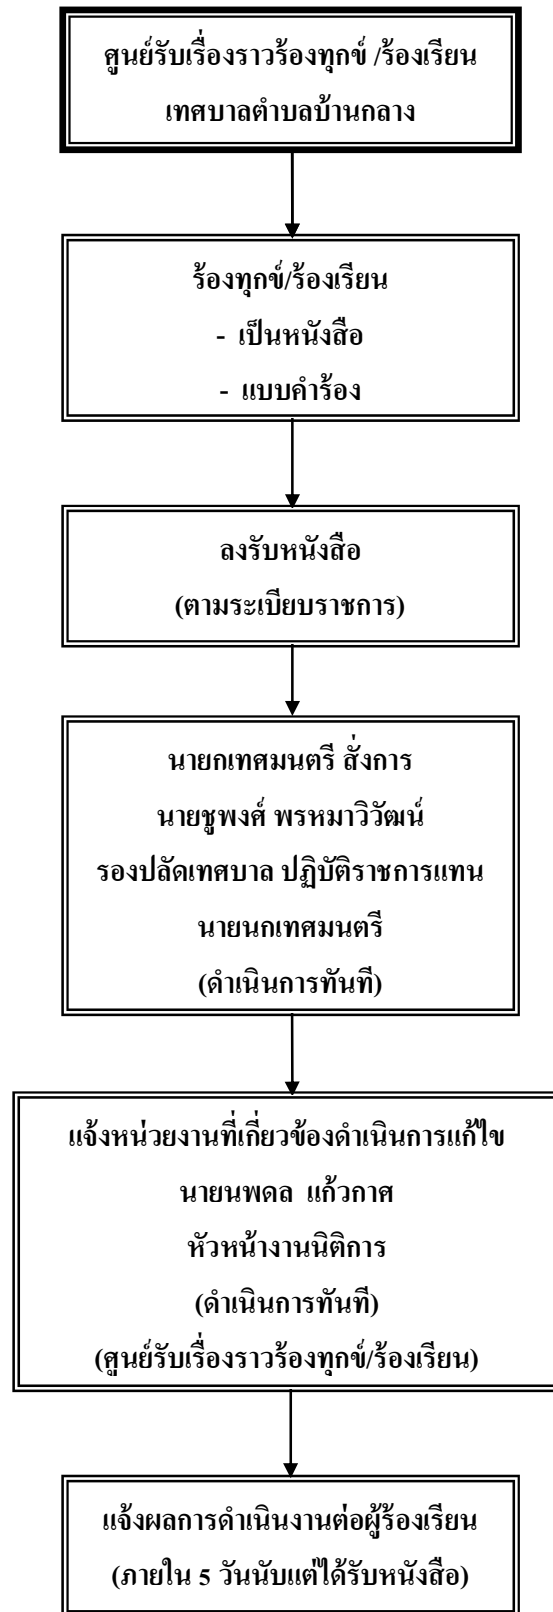 ศูนย์รับเรื่องราวร้องทุกข์ /ร้องเรียน
เทศบาลตำบลบ้านกลาง
ร้องทุกข์/ร้องเรียน
- เป็นหนังสือ
- แบบคำร้อง
ลงรับหนังสือ
(ตามระเบียบราชการ)
นายกเทศมนตรี สั่งการ
นายชูพงศ์ พรหมาวิวัฒน์
รองปลัดเทศบาล ปฏิบัติราชการแทน
นายนกเทศมนตรี
(ดำเนินการทันที)
แจ้งหน่วยงานที่เกี่ยวข้องดำเนินการแก้ไข
นายนพดล แก้วกาศ
หัวหน้างานนิติการ
(ดำเนินการทันที)
(ศูนย์รับเรื่องราวร้องทุกข์/ร้องเรียน)
แจ้งผลการดำเนินงานต่อผู้ร้องเรียน
(ภายใน 5 วันนับแต่ได้รับหนังสือ)